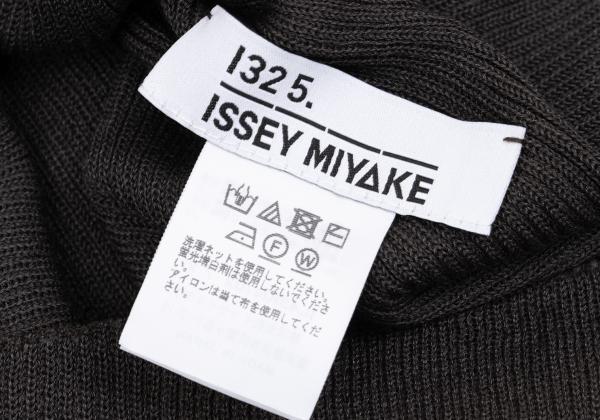 132 5.
ISSEY MIYAKE
F W
洗濯ネットを使用してください。
蛍光増白剤は使用しないでくださ
い。
アイロンは当て布を使用してくだ
さい。